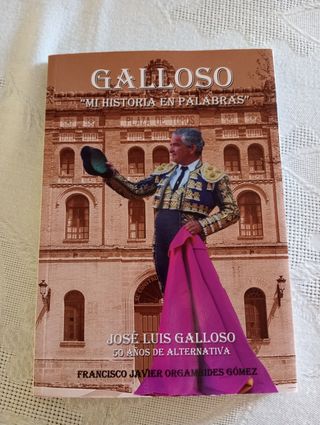 GALLOSO
"MI HISTORIA EN PALABRAS"
PLAZA DE TOROS
JOSÉ LUIS GALLOSO
50 AÑOS DE ALTERNATIVA
FRANCISCO JAVIER ORGAMBIDES GÓMEZ